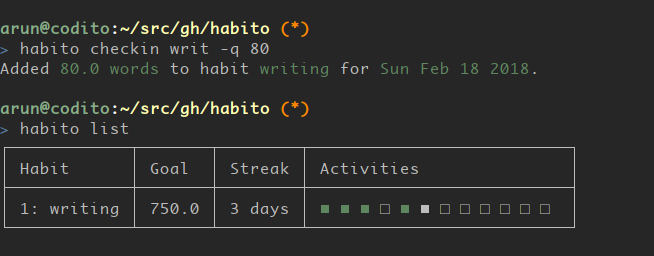 arun@codito:~/src/gh/habito (*)
> habito checkin writ -q 80
Added 80.0 words to habit writing for Sun Feb 18 2018.
arun@codito:~/src/gh/habito (*)
> habito list
Habit Goal Streak Activities
1: writing 750.0 3 days ■ ■ ■ □ ■ ■ □ □ □ □ □ □